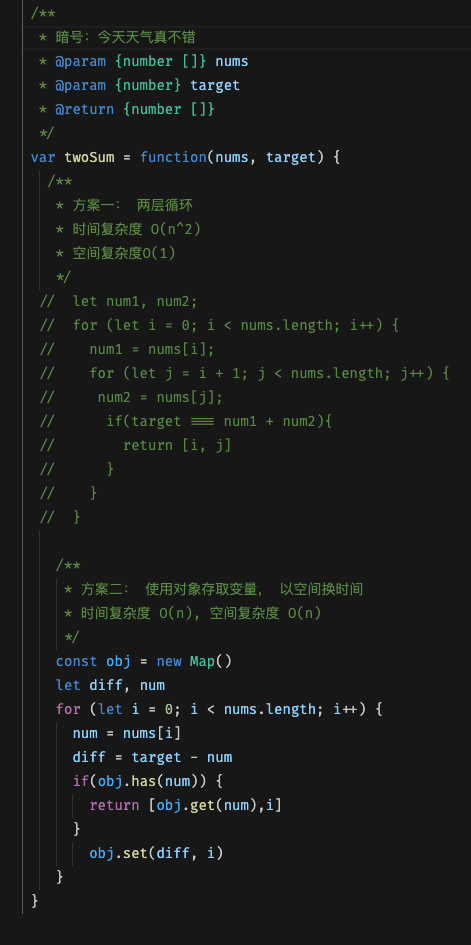 /**
 * 暗号：今天天气真不错
 * @param {number []} nums
 * @param {number} target
 * @return {number []}
 */
var twoSum = function(nums, target) {
  /**
   * 方案一： 两层循环
   * 时间复杂度 O(n^2)
   * 空间复杂度O(1)
   */
 //  let num1, num2;
 //  for (let i = 0; i < nums.length; i++) {
 //    num1 = nums[i];
 //    for (let j = i + 1; j < nums.length; j++) {
 //     num2 = nums[j];
 //      if(target === num1 + num2){
 //        return [i, j]
 //      }
 //    }
 //  }

   /**
    * 方案二： 使用对象存取变量， 以空间换时间
    * 时间复杂度 O(n), 空间复杂度 O(n)
    */
   const obj = new Map()
   let diff, num
   for (let i = 0; i < nums.length; i++) {
     num = nums[i]
     diff = target - num
     if(obj.has(num)) {
       return [obj.get(num),i]
     }
       obj.set(diff, i)
   }
}